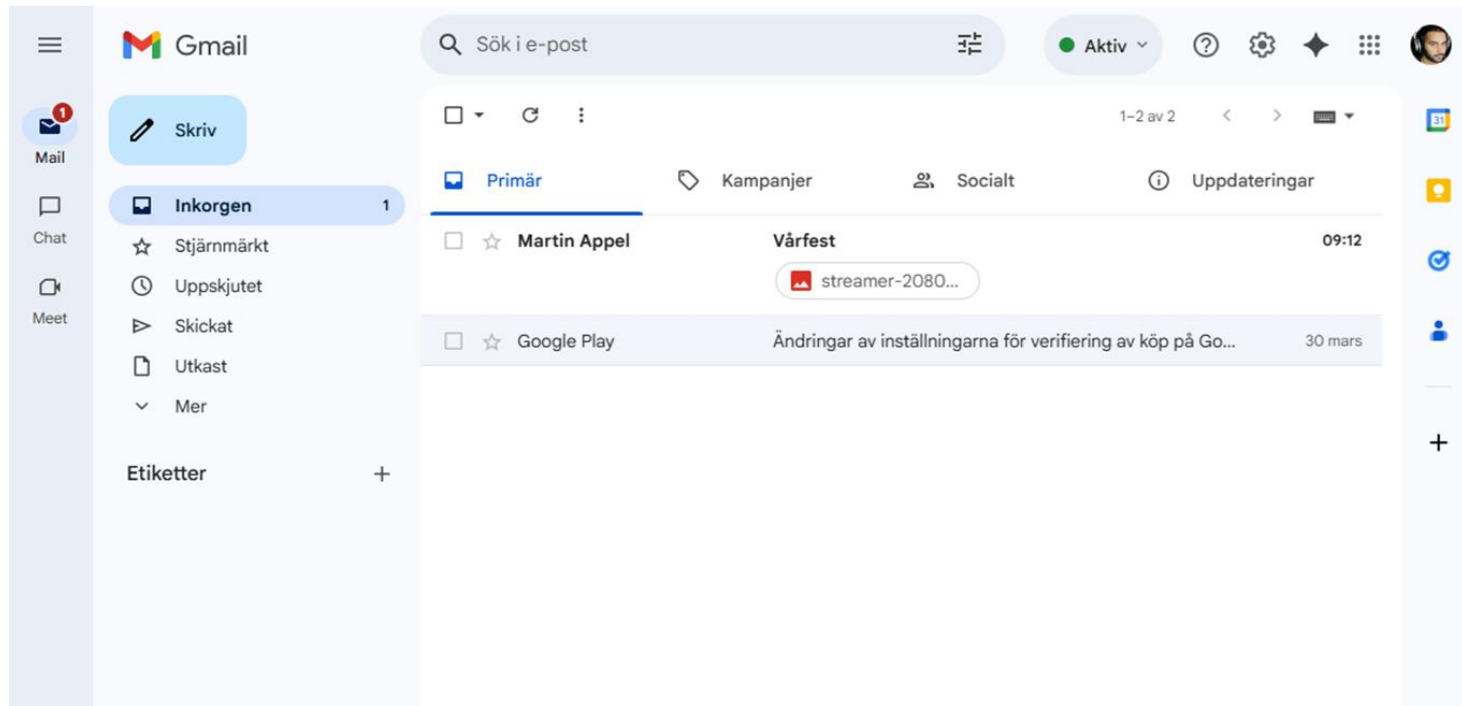 Gmail
Sök i e-post
Aktiv
1
Mail
Chat
Meet
Skriv
Inkorgen 1
Stjärnmärkt
Uppskjutet
Skickat
Utkast
Mer
Etiketter
1–2 av 2
Primär Kampanjer Socialt Uppdateringar
Martin Appel Vårfest 09:12
streamer-2080...
Google Play Ändringar av inställningarna för verifiering av köp på Go... 30 mars
31